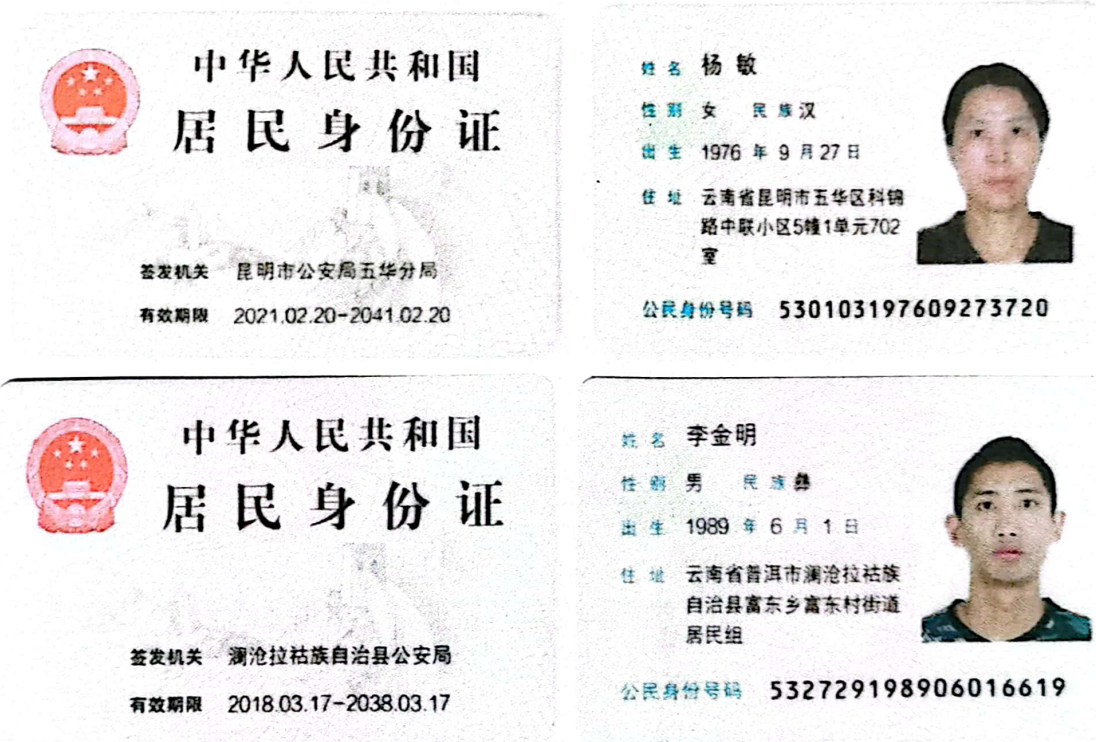 中华人民共和国
居民身份证
签发机关 昆明市公安局五华分局
有效期限 2021.02.20-2041.02.20
姓名 杨敏
性别 女 民族 汉
出生 1976 年 9 月 27 日
住址 云南省昆明市五华区科锦
路中联小区5幢1单元702
室
公民身份号码 530103197609273720
中华人民共和国
居民身份证
签发机关 澜沧拉祜族自治县公安局
有效期限 2018.03.17-2038.03.17
姓名 李金明
性别 男 民族 彝
出生 1989 年 6 月 1 日
住址 云南省普洱市澜沧拉祜族
自治县富东乡富东村街道
居民组
公民身份号码 532729198906016619